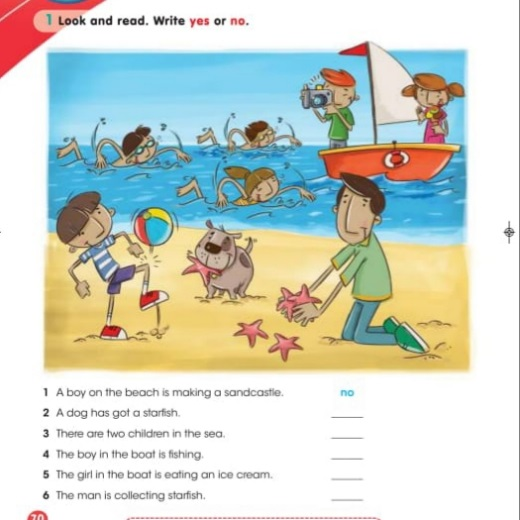 1 Look and read. Write yes or no.
1 A boy on the beach is making a sandcastle. no
2 A dog has got a starfish.
3 There are two children in the sea.
4 The boy in the boat is fishing.
5 The girl in the boat is eating an ice cream.
6 The man is collecting starfish.
70